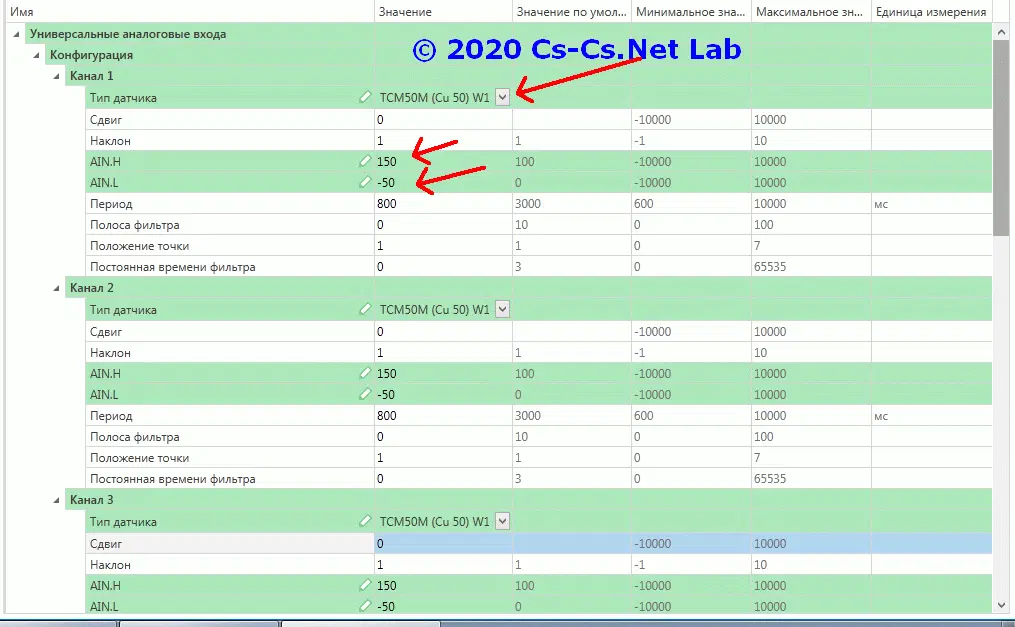 Имя Значение Значение по умол... Минимальное зна... Максимальное зн... Единица измерения
Универсальные аналоговые входа
© 2020 Cs-Cs.Net Lab
Конфигурация
Канал 1
Тип датчика TCM50M (Cu 50) W1
Сдвиг 0 -10000 10000
Наклон 1 1 -1 10
AIN.H 150 100 -10000 10000
AIN.L -50 0 -10000 10000
Период 800 3000 600 10000 мс
Полоса фильтра 0 10 0 100
Положение точки 1 1 0 7
Постоянная времени фильтра 0 3 0 65535
Канал 2
Тип датчика TCM50M (Cu 50) W1
Сдвиг 0 -10000 10000
Наклон 1 1 -1 10
AIN.H 150 100 -10000 10000
AIN.L -50 0 -10000 10000
Период 800 3000 600 10000 мс
Полоса фильтра 0 10 0 100
Положение точки 1 1 0 7
Постоянная времени фильтра 0 3 0 65535
Канал 3
Тип датчика TCM50M (Cu 50) W1
Сдвиг 0 -10000 10000
Наклон 1 1 -1 10
AIN.H 150 100 -10000 10000
AIN.L -50 0 -10000 10000